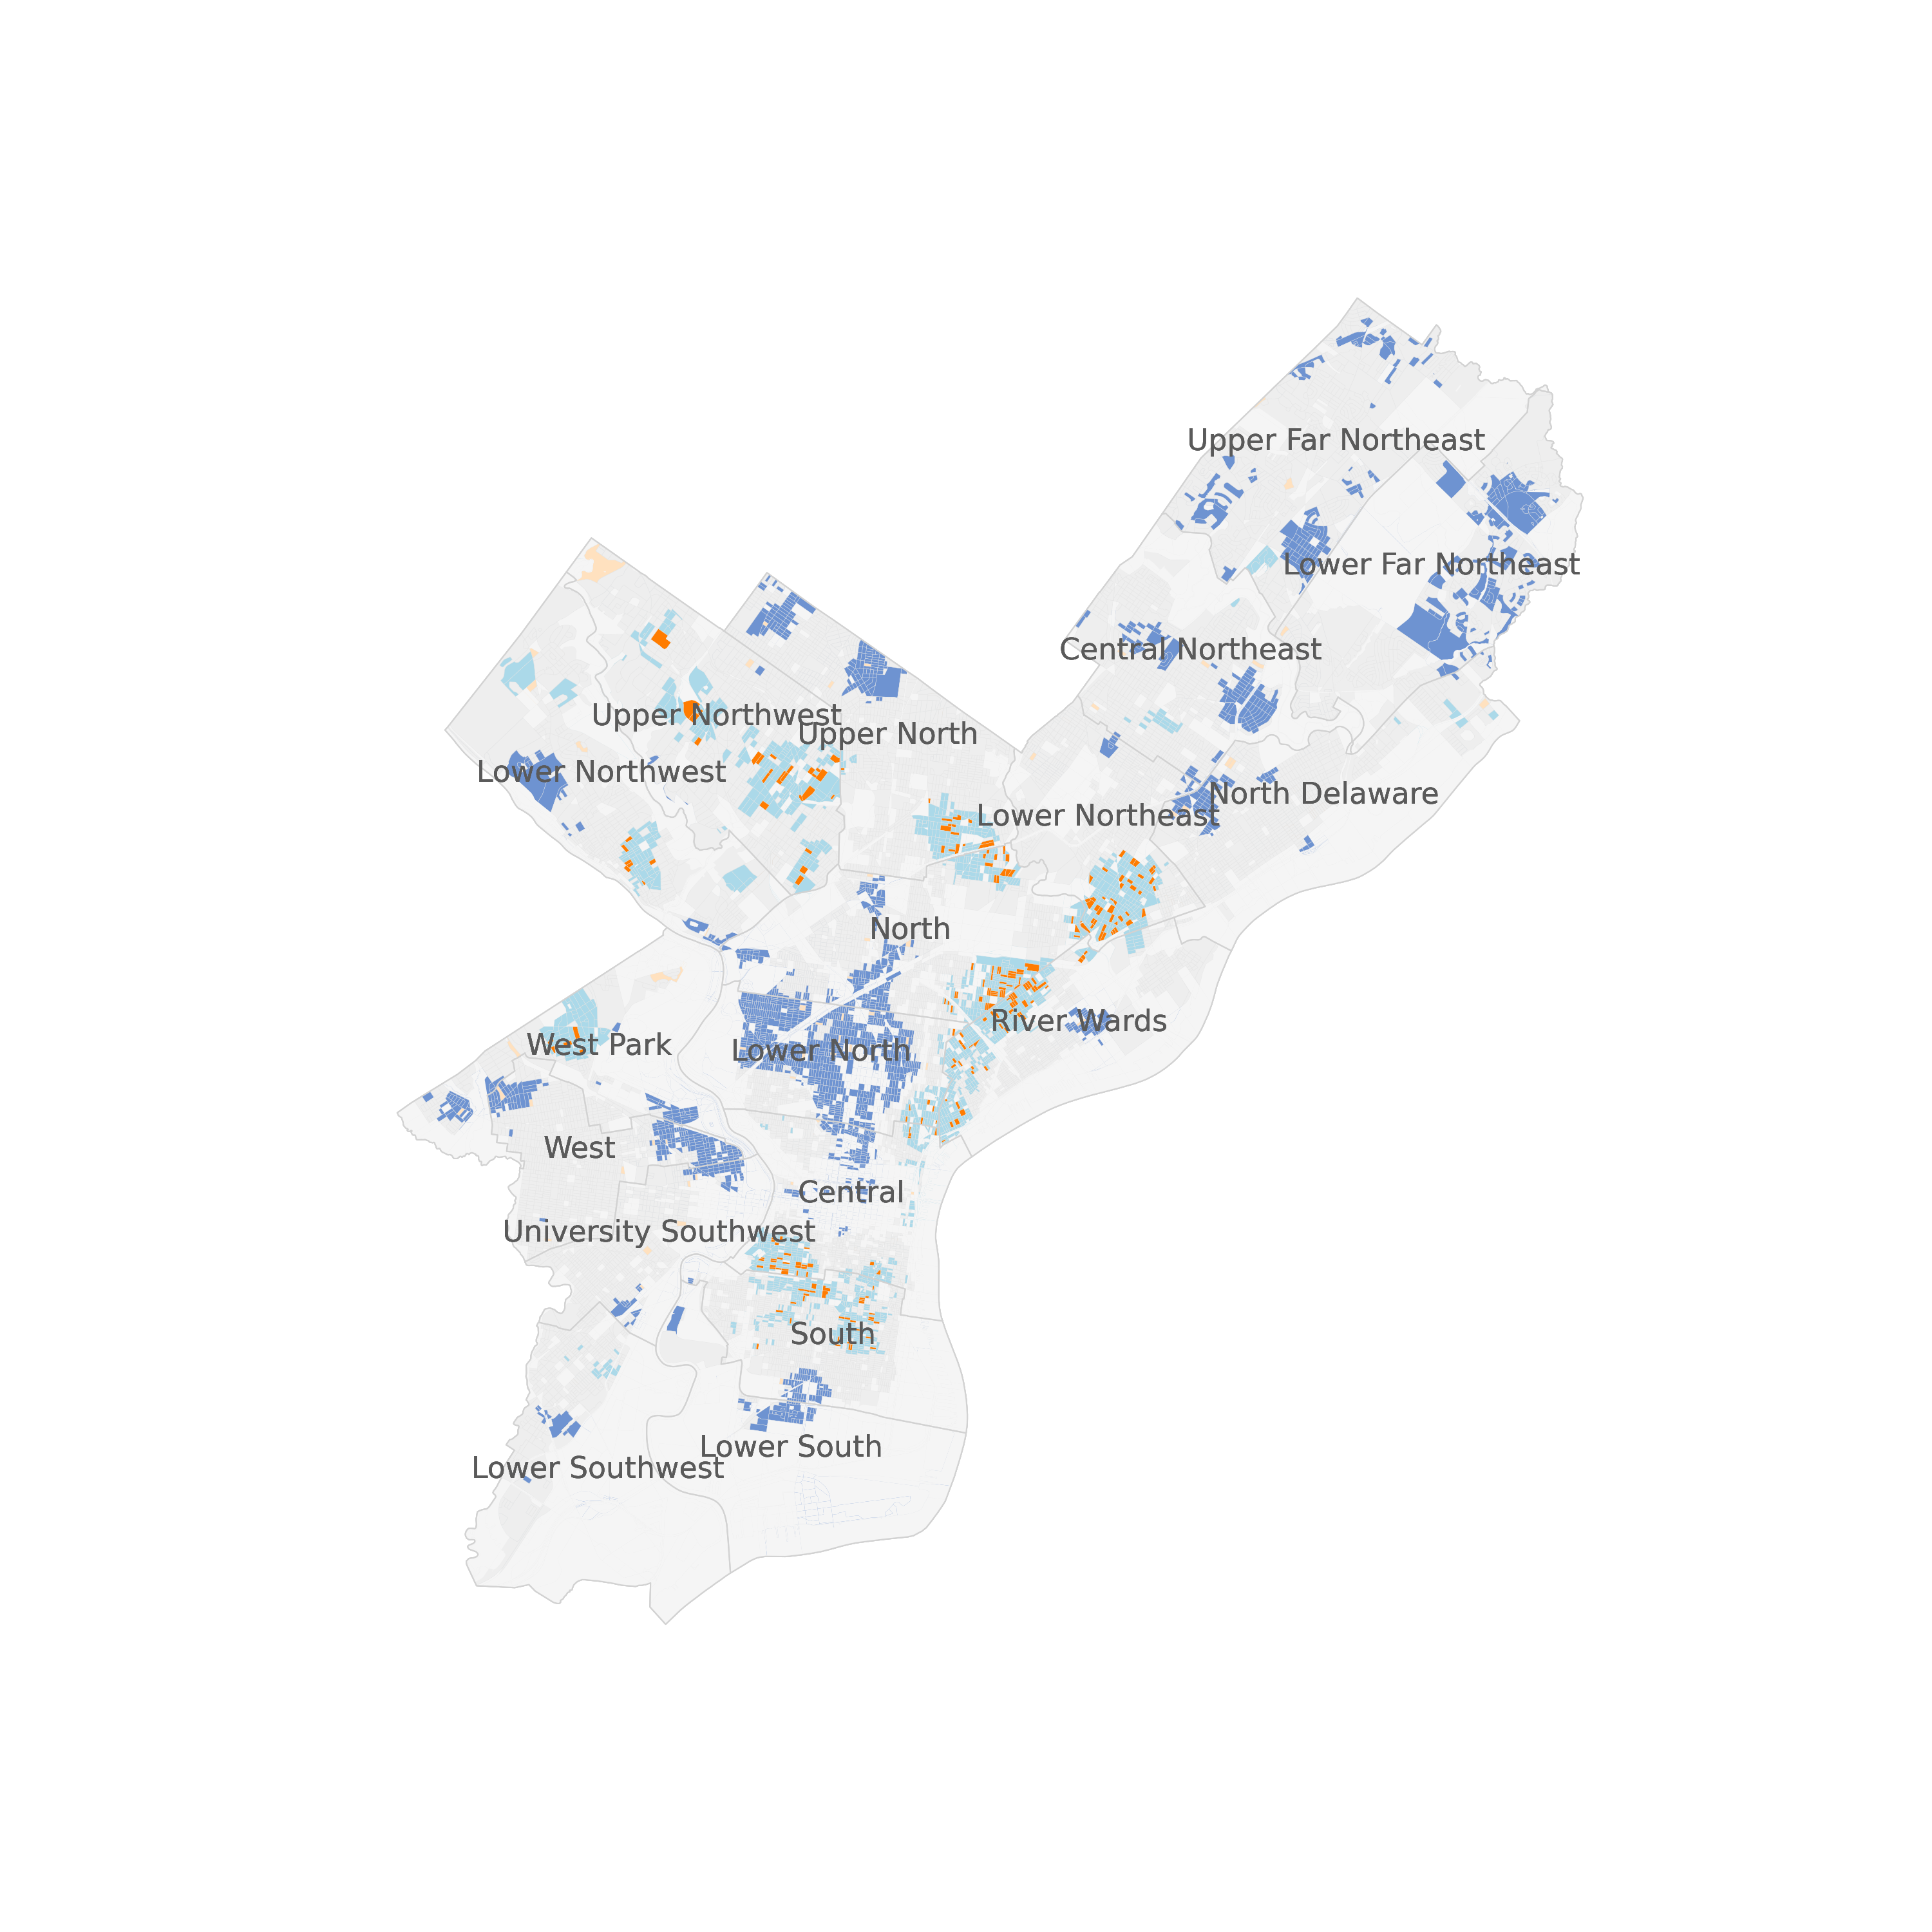 Upper Far Northeast
Lower Far Northeast
Central Northeast
Upper Northwest
Upper North
Lower Northwest
North Delaware
Lower Northeast
North
River Wards
West Park
Lower North
West
Central
University Southwest
South
Lower South
Lower Southwest